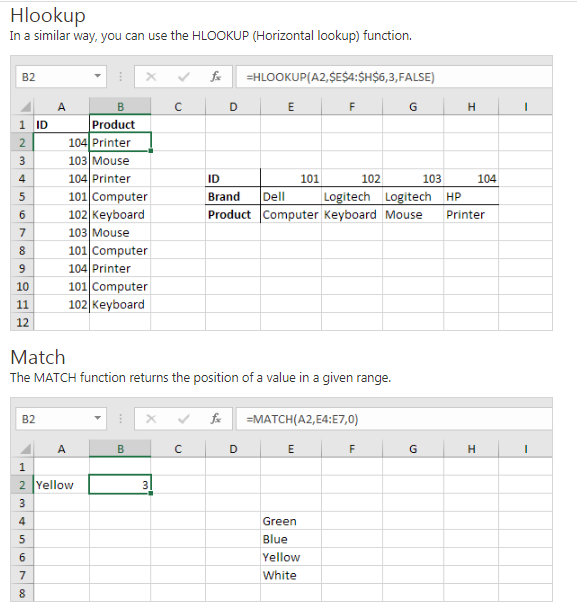 Hlookup
In a similar way, you can use the HLOOKUP (Horizontal lookup) function.
B2 fx =HLOOKUP(A2,$E$4:$H$6,3,FALSE)
A B C D E F G H I
1 ID Product
2 104 Printer
3 103 Mouse
4 104 Printer ID 101 102 103 104
5 101 Computer Brand Dell Logitech Logitech HP
6 102 Keyboard Product Computer Keyboard Mouse Printer
7 103 Mouse
8 101 Computer
9 104 Printer
10 101 Computer
11 102 Keyboard
12
Match
The MATCH function returns the position of a value in a given range.
B2 fx =MATCH(A2,E4:E7,0)
A B C D E F G H I
1
2 Yellow 3
3
4 Green
5 Blue
6 Yellow
7 White
8